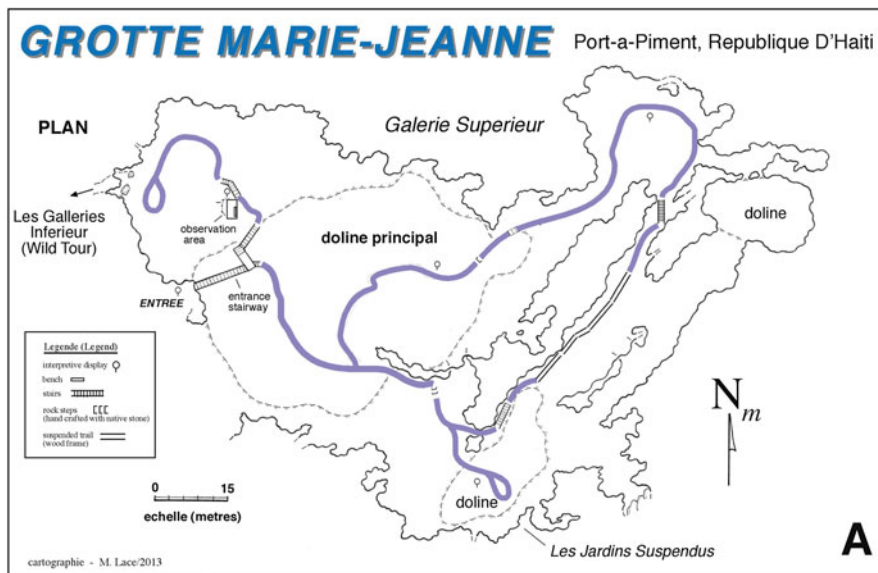 GROTTE MARIE-JEANNE
Port-a-Piment, Republique D'Haiti
PLAN
Galerie Superieur
Les Galleries
Inferieur
(Wild Tour)
observation
area
doline principal
doline
ENTREE
entrance
stairway
Legende (Legend)
interpretive display
bench
stairs
rock steps
(hand crafted with native stone)
suspended trail
(wood frame)
N
m
0 15
echelle (metres)
doline
Les Jardins Suspendus
A
cartographie - M. Lace/2013